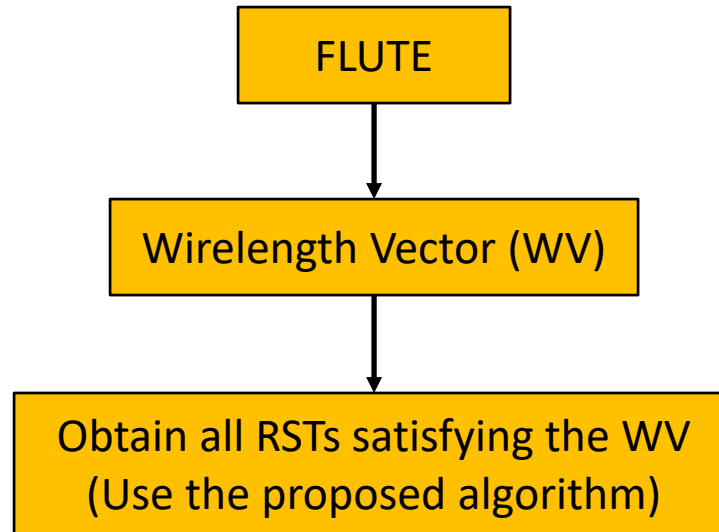 FLUTE
Wirelength Vector (WV)
Obtain all RSTs satisfying the WV
(Use the proposed algorithm)